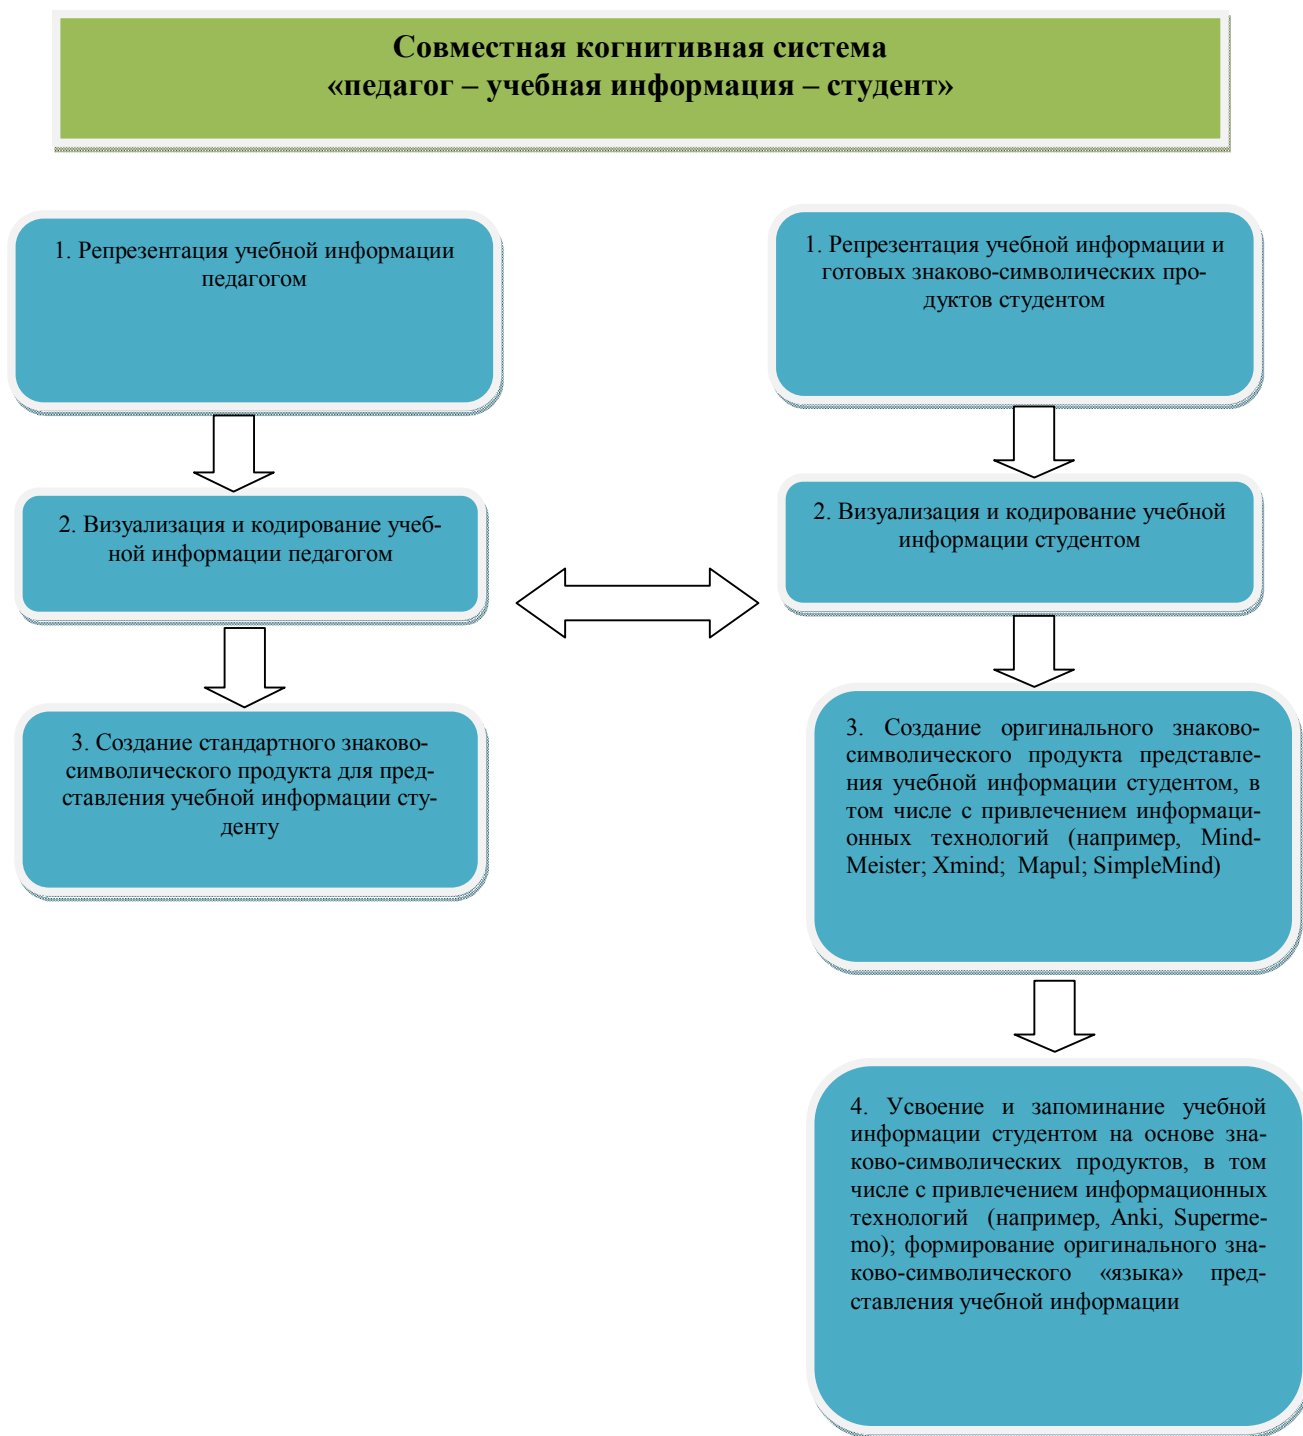 Совместная когнитивная система
«педагог – учебная информация – студент»
1. Репрезентация учебной информации
педагогом
2. Визуализация и кодирование учеб-
ной информации педагогом
3. Создание стандартного знаково-
символического продукта для пред-
ставления учебной информации сту-
денту
1. Репрезентация учебной информации и
готовых знаково-символических про-
дуктов студентом
2. Визуализация и кодирование учебной
информации студентом
3. Создание оригинального знаково-
символического продукта представле-
ния учебной информации студентом, в
том числе с привлечением информаци-
онных технологий (например, Mind-
Meister; Xmind; Mapul; SimpleMind)
4. Усвоение и запоминание учебной
информации студентом на основе зна-
ково-символических продуктов, в том
числе с привлечением информационных
технологий (например, Anki, Superme-
mo); формирование оригинального зна-
ково-символического «языка» пред-
ставления учебной информации